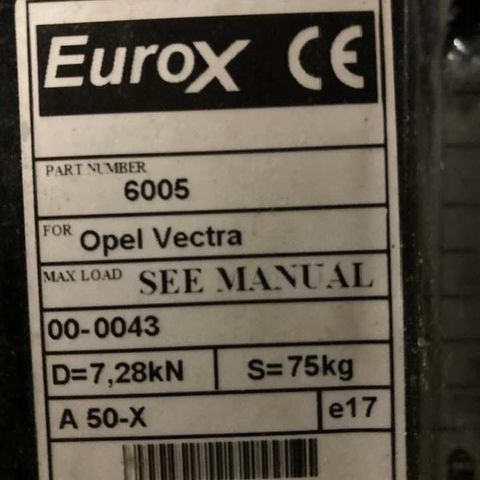 Eurox CE
PART NUMBER
6005
FOR Opel Vectra
MAX LOAD SEE MANUAL
00-0043
D=7,28kN S=75kg
A 50-X e17